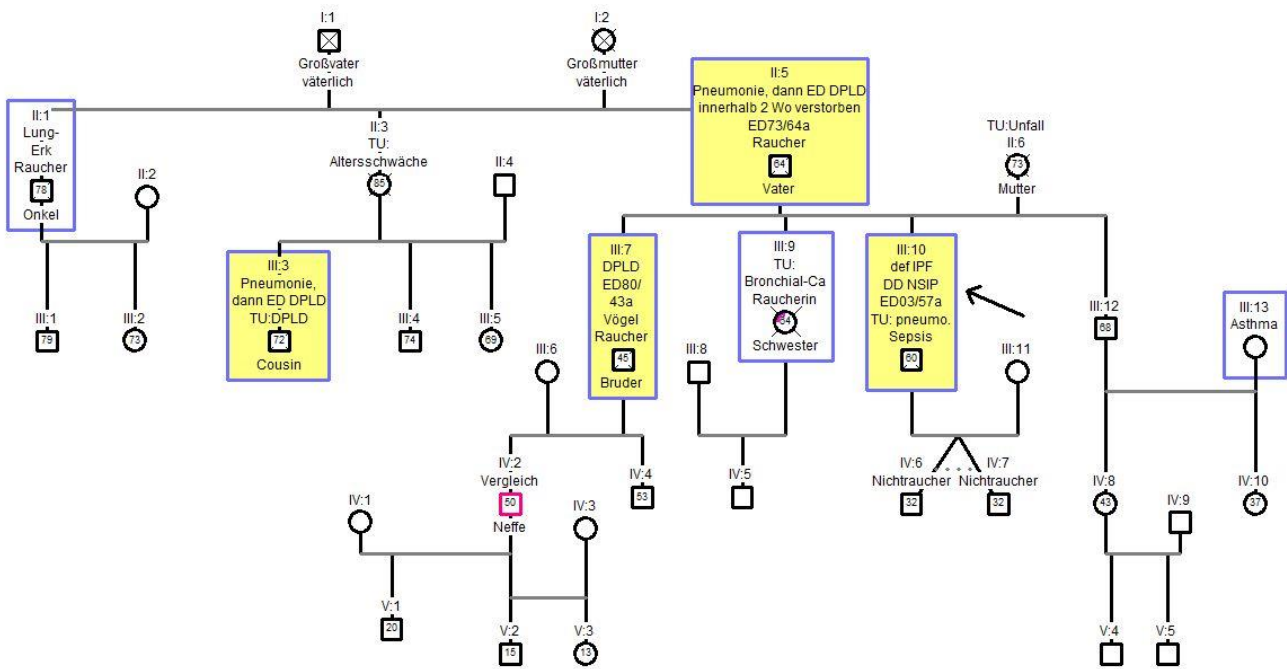 I:1
Großvater
väterlich
I:2
Großmutter
väterlich
II:1
Lung-
Erk
Raucher
78
Onkel
II:2
II:3
TU:
Altersschwäche
85
II:4
II:5
Pneumonie, dann ED DPLD
innerhalb 2 Wo verstorben
ED73/64a
Raucher
64
Vater
TU:Unfall
II:6
73
Mutter
III:1
79
III:2
73
III:3
Pneumonie,
dann ED DPLD
TU:DPLD
72
Cousin
III:4
74
III:5
69
III:6
III:7
DPLD
ED80/
43a
Vögel
Raucher
45
Bruder
III:8
III:9
TU:
Bronchial-Ca
Raucherin
Schwester
III:10
def IPF
DD NSIP
ED03/57a
TU: pneumo.
Sepsis
60
III:11
III:12
68
III:13
Asthma
IV:1
IV:2
Vergleich
50
Neffe
IV:3
IV:4
53
IV:5
IV:6
Nichtraucher
32
IV:7
Nichtraucher
32
IV:8
43
IV:9
IV:10
37
V:1
20
V:2
15
V:3
13
V:4
V:5